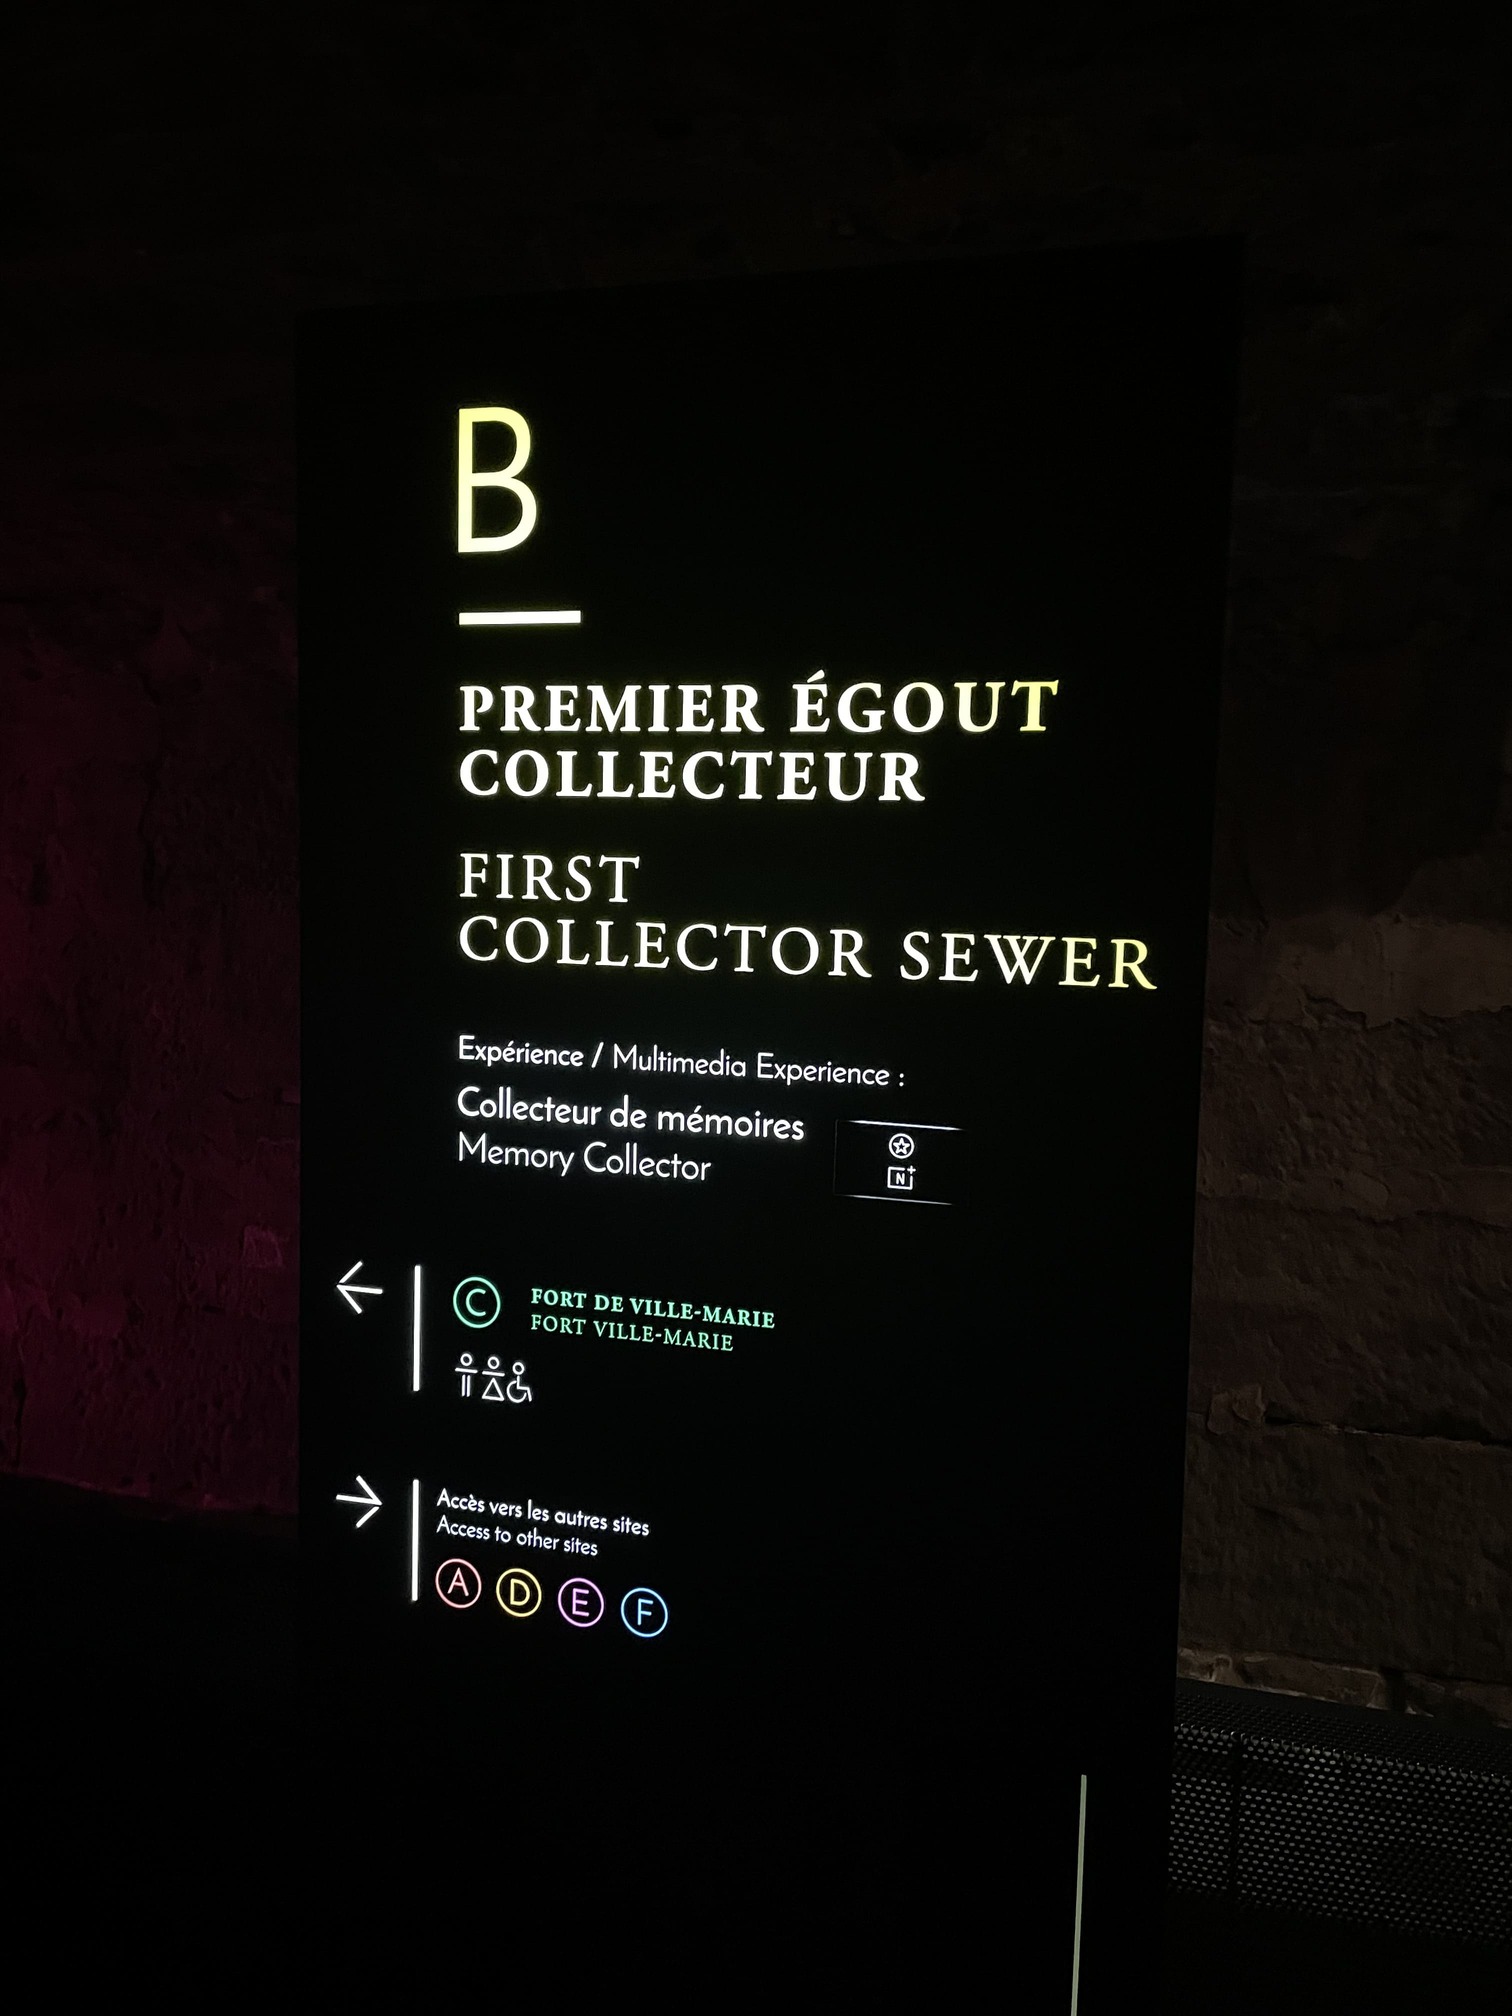 B
PREMIER ÉGOUT
COLLECTEUR
FIRST
COLLECTOR SEWER
Expérience / Multimedia Experience :
Collecteur de mémoires
Memory Collector
N+
C
FORT DE VILLE-MARIE
FORT VILLE-MARIE
Accès vers les autres sites
Access to other sites
A D E F